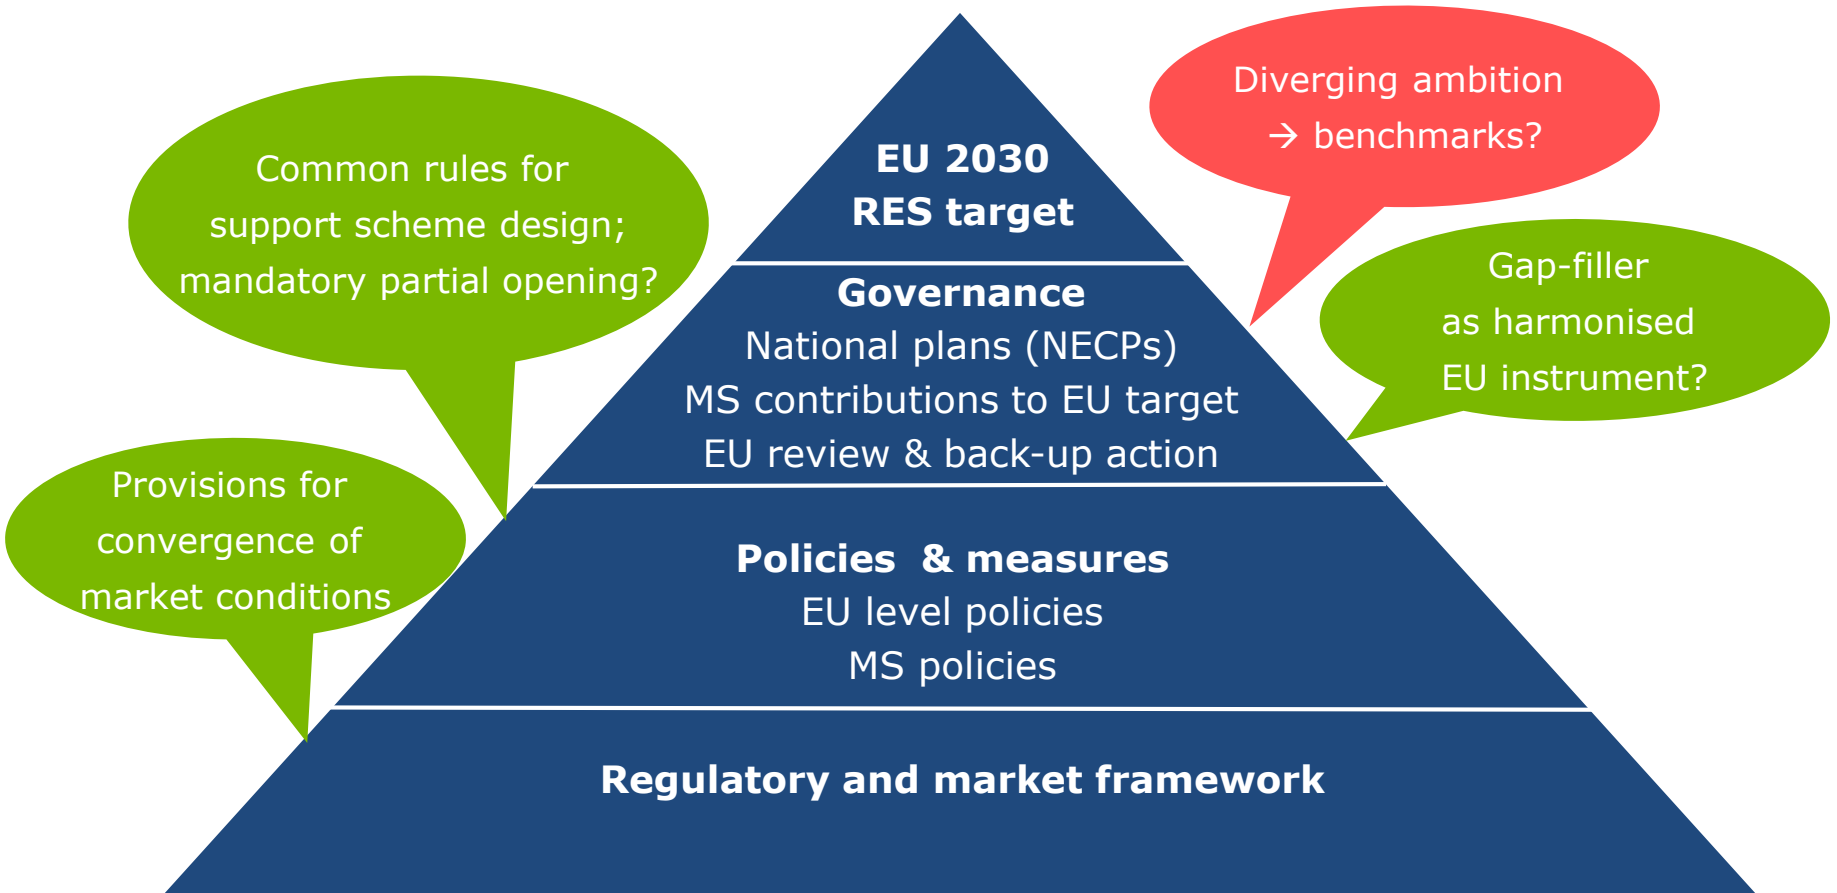 EU 2030
RES target
Governance
National plans (NECPs)
MS contributions to EU target
EU review & back-up action
Policies & measures
EU level policies
MS policies
Regulatory and market framework
Common rules for
support scheme design;
mandatory partial opening?
Provisions for
convergence of
market conditions
Diverging ambition
→ benchmarks?
Gap-filler
as harmonised
EU instrument?